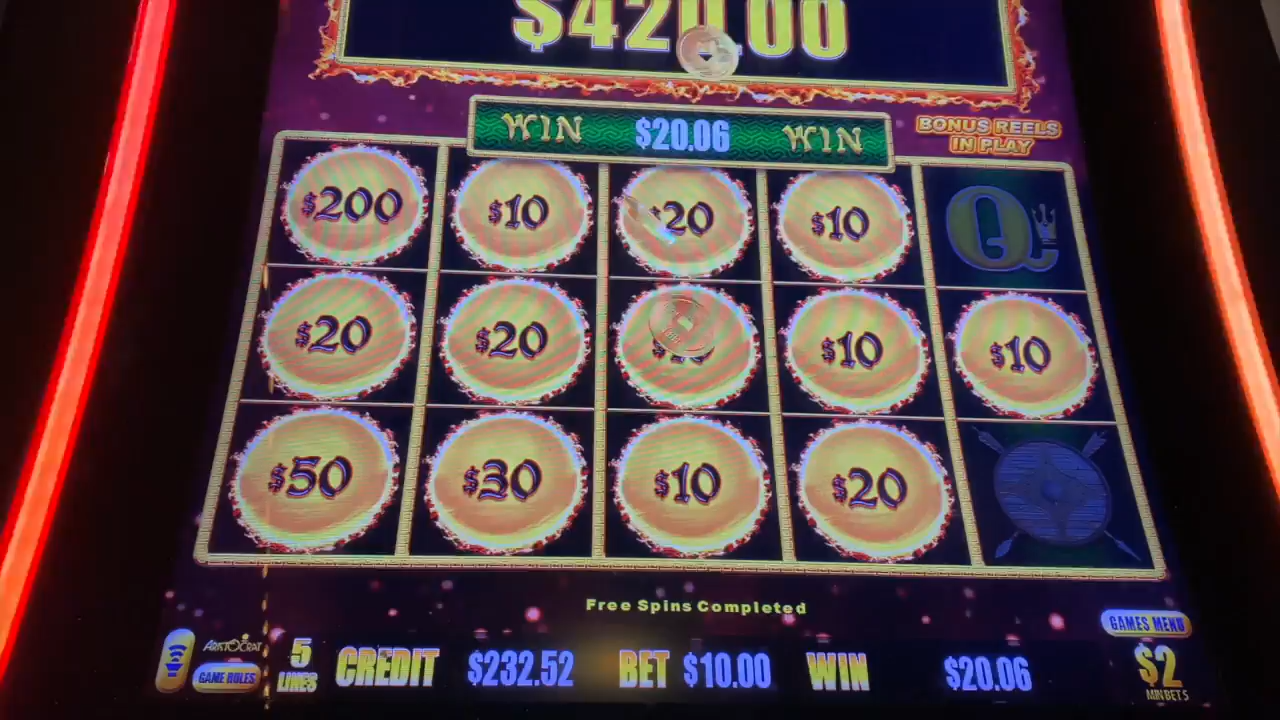 $420.00
WIN $20.06 WIN
BONUS REELS
IN PLAY
$200 $10 $20 $10 Q
$20 $20 $10 $10
$50 $30 $10 $20
Free Spins Completed
GAMES MENU
ARISTOCRAT
GAME RULES
5
LINES
CREDIT $232.52 BET $10.00 WIN $20.06
$2
MIN BET 5